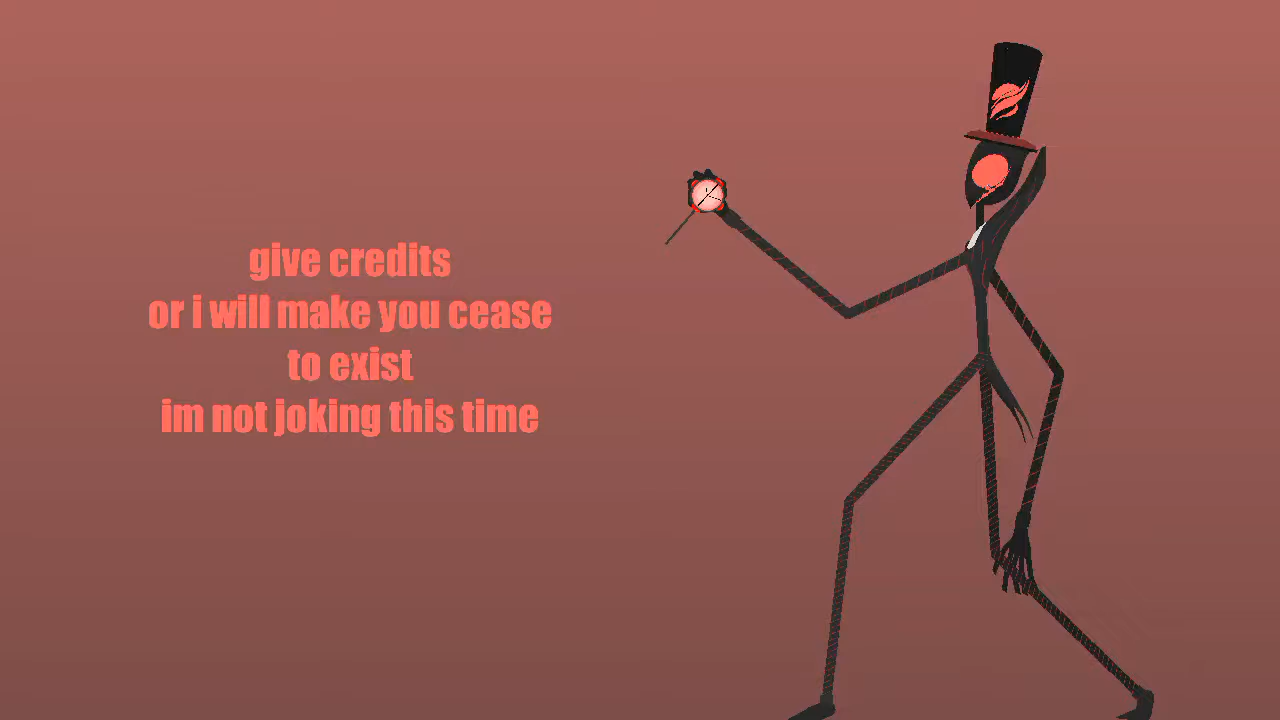 give credits
or i will make you cease
to exist
im not joking this time